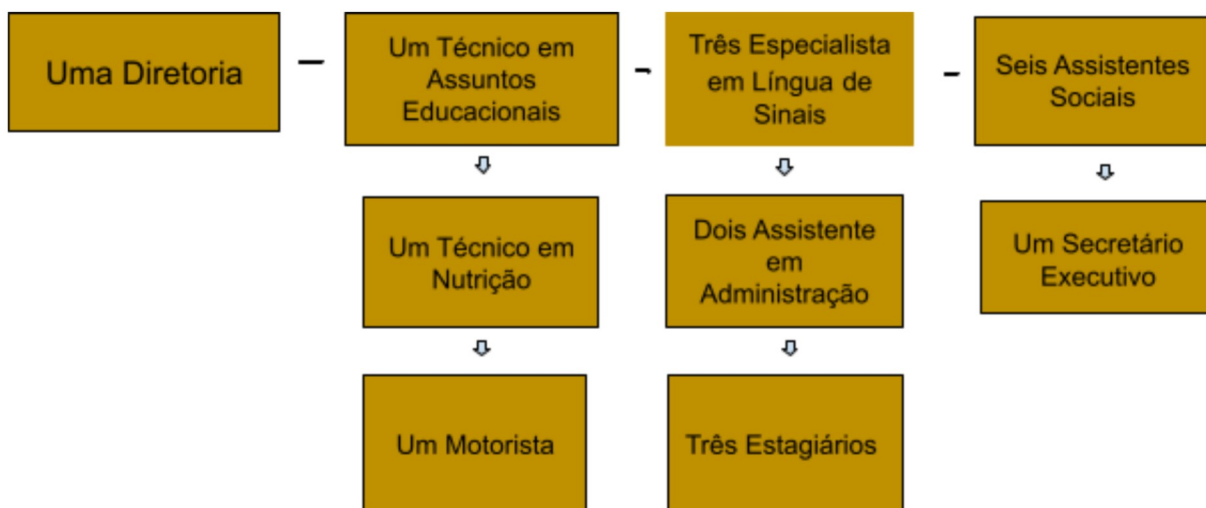 Uma Diretoria
Um Técnico em
Assuntos
Educacionais
Três Especialista
em Língua de
Sinais
Seis Assistentes
Sociais
Um Técnico em
Nutrição
Dois Assistente
em
Administração
Um Secretário
Executivo
Um Motorista
Três Estagiários